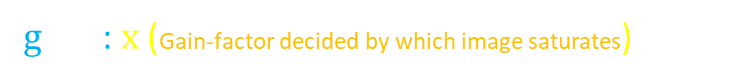 g : x (Gain-factor decided by which image saturates)